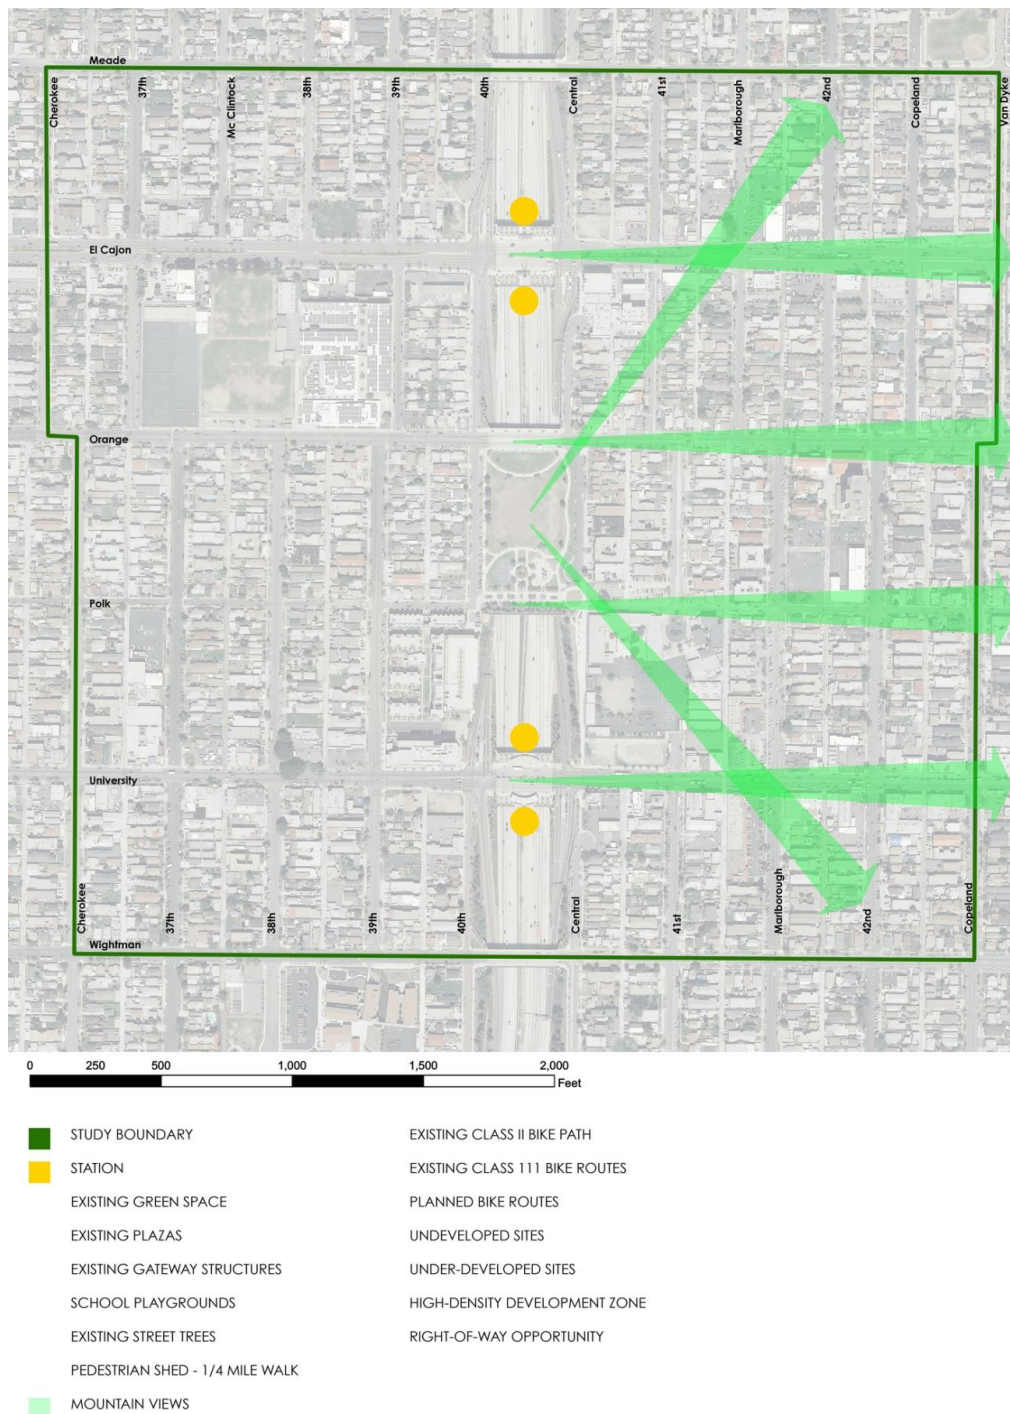 Meade
Cherokee
37th
Mc Clintock
38th
39th
40th
Central
41st
Marlborough
42nd
Copeland
Van Dyke
El Cajon
Orange
Polk
University
Cherokee
37th
38th
39th
40th
Central
41st
Marlborough
42nd
Copeland
Wightman
0 250 500 1,000 1,500 2,000
Feet
STUDY BOUNDARY
STATION
EXISTING GREEN SPACE
EXISTING PLAZAS
EXISTING GATEWAY STRUCTURES
SCHOOL PLAYGROUNDS
EXISTING STREET TREES
PEDESTRIAN SHED - 1/4 MILE WALK
MOUNTAIN VIEWS
EXISTING CLASS II BIKE PATH
EXISTING CLASS 111 BIKE ROUTES
PLANNED BIKE ROUTES
UNDEVELOPED SITES
UNDER-DEVELOPED SITES
HIGH-DENSITY DEVELOPMENT ZONE
RIGHT-OF-WAY OPPORTUNITY